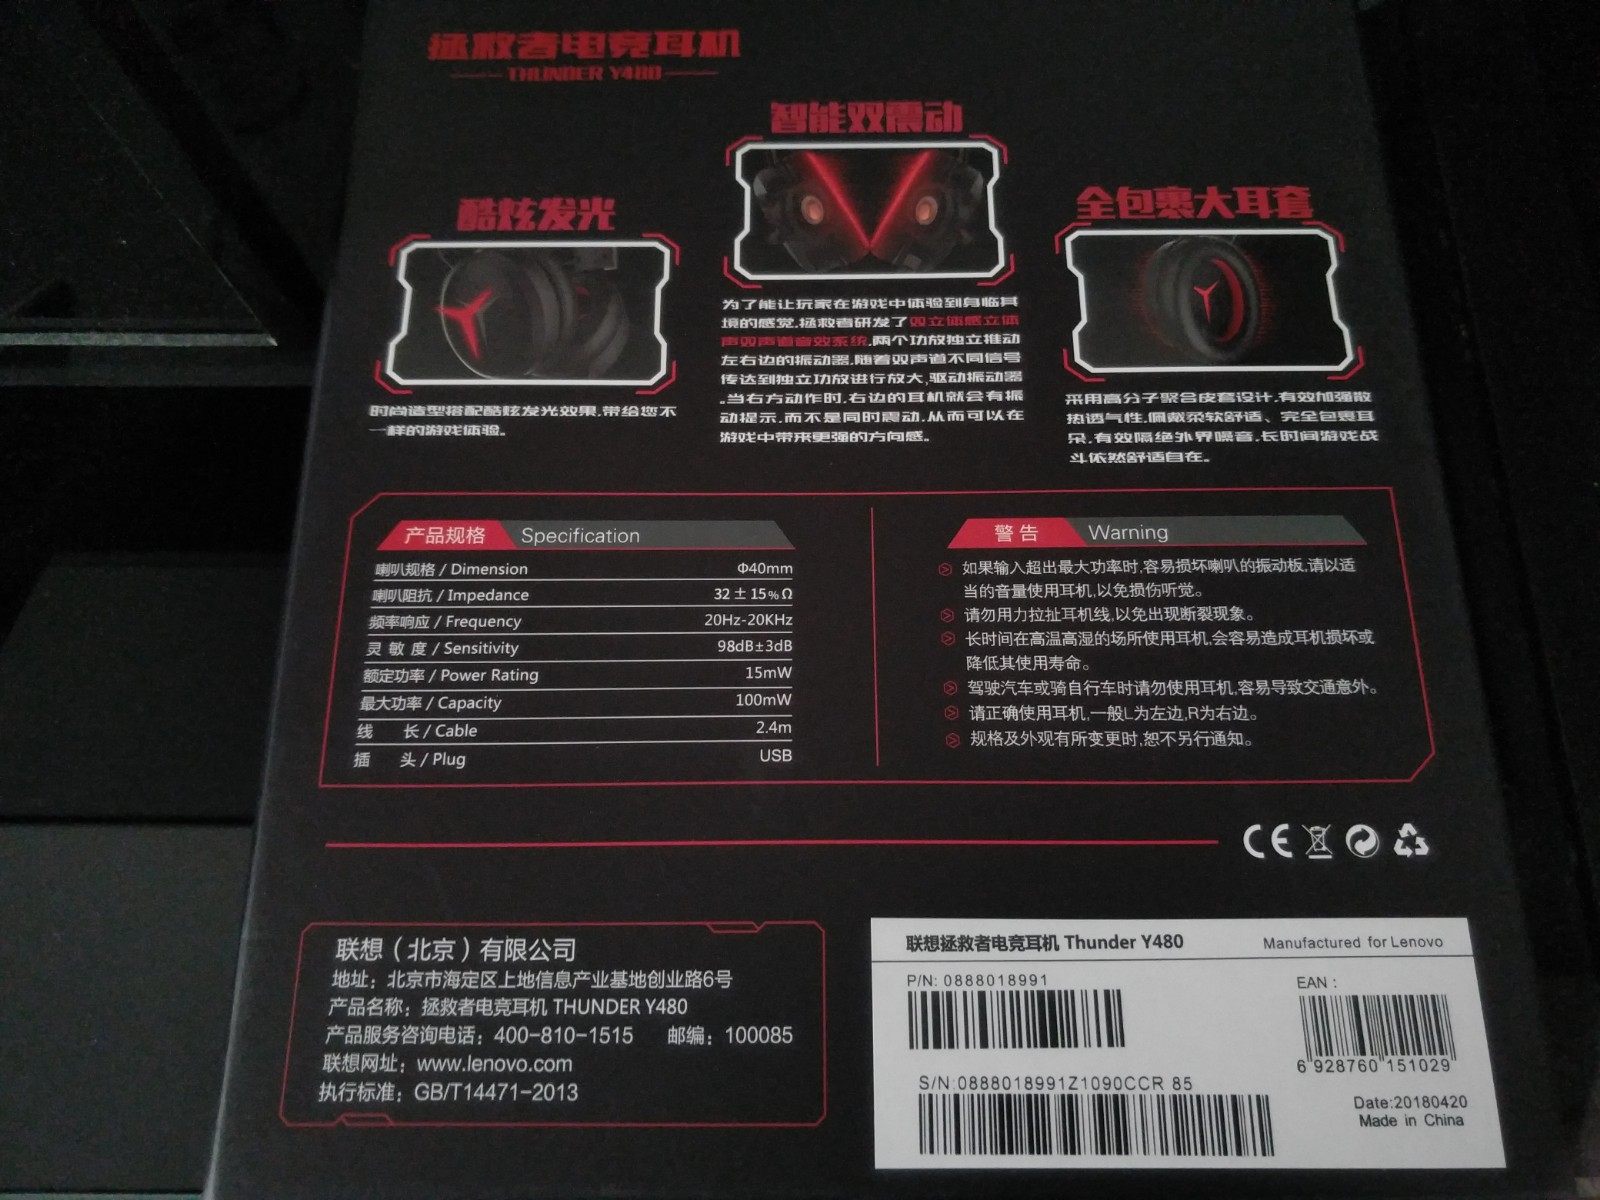 拯救者电竞耳机
THUNDER Y480
智能双震动
为了能让玩家在游戏中体验到身临其
境的感觉,拯救者研发了双立体感立体
声双声道音效系统,两个功放独立推动
左右边的振动器,随着双声道不同信号
传达到独立功放进行放大,驱动振动器
,当右方动作时,右边的耳机就会有振
动提示,而不是同时震动,从而可以在
游戏中带来更强的方向感。
酷炫发光
时尚造型搭配酷炫发光效果,带给您不
一样的游戏体验。
全包裹大耳套
采用高分子聚合皮套设计,有效加强散
热透气性,佩戴柔软舒适、完全包裹耳
朵,有效隔绝外界噪音,长时间游戏战
斗依然舒适自在。
产品规格 Specification
喇叭规格 / Dimension Φ40mm
喇叭阻抗 / Impedance 32 ± 15%Ω
频率响应 / Frequency 20Hz-20KHz
灵 敏 度 / Sensitivity 98dB±3dB
额定功率 / Power Rating 15mW
最大功率 / Capacity 100mW
线 长 / Cable 2.4m
插 头 / Plug USB
警 告 Warning
如果输入超出最大功率时,容易损坏喇叭的振动板,请以适
当的音量使用耳机,以免损伤听觉。
请勿用力拉扯耳机线,以免出现断裂现象。
长时间在高温高湿的场所使用耳机,会容易造成耳机损坏或
降低其使用寿命。
驾驶汽车或骑自行车时请勿使用耳机,容易导致交通意外。
请正确使用耳机,一般L为左边,R为右边。
规格及外观有所变更时,恕不另行通知。
CE
联想（北京）有限公司
地址：北京市海淀区上地信息产业基地创业路6号
产品名称：拯救者电竞耳机 THUNDER Y480
产品服务咨询电话：400-810-1515 邮编：100085
联想网址：www.lenovo.com
执行标准：GB/T14471-2013
联想拯救者电竞耳机 Thunder Y480 Manufactured for Lenovo
P/N: 0888018991
EAN :
6 928760 151029
S/N:0888018991Z1090CCR 85
Date:20180420
Made in China